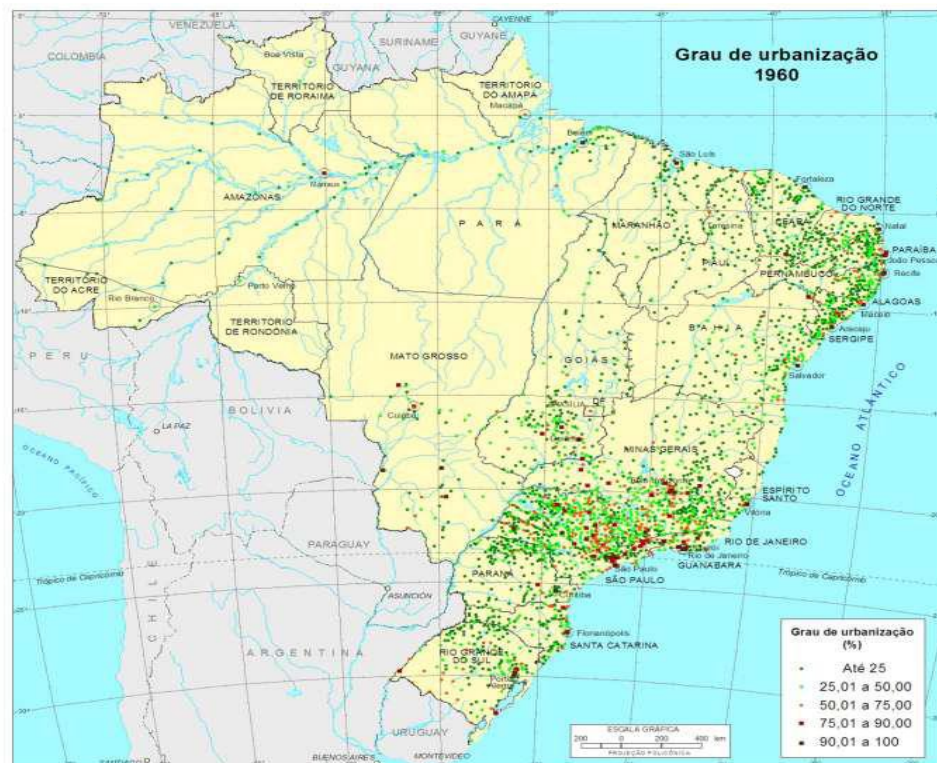 Grau de urbanização
1960
CAYENNE
VENEZUELA
SURINAME
GUYANE
COLOMBIA
GUYANA
Boa Vista
TERRITÓRIO
DE RORAIMA
TERRITÓRIO
DO AMAPÁ
Macapá
Belém
São Luís
Fortaleza
RIO GRANDE
DO NORTE
Natal
Manaus
AMAZONAS
PARÁ
MARANHÃO
Teresina
CEARÁ
PARAÍBA
João Pessoa
PIAUÍ
PERNAMBUCO
Recife
TERRITÓRIO
DO ACRE
Rio Branco
Porto Velho
ALAGOAS
Maceió
TERRITÓRIO
DE RONDÔNIA
BAHIA
Aracaju
SERGIPE
PERU
MATO GROSSO
GOIÁS
Salvador
BRASÍLIA
DF
Cuiabá
BOLIVIA
LA PAZ
Goiânia
MINAS GERAIS
OCEANO ATLÂNTICO
OCEANO PACÍFICO
ESPÍRITO
SANTO
Vitória
PARAGUAY
RIO DE JANEIRO
Rio de Janeiro
GUANABARA
São Paulo
SÃO PAULO
Trópico de Capricórnio
Trópico de Capricórnio
CHILE
PARANÁ
Curitiba
ASUNCIÓN
Florianópolis
SANTA CATARINA
ARGENTINA
RIO GRANDE
DO SUL
Porto
Alegre
URUGUAY
BUENOS AIRES
MONTEVIDEO
SANTIAGO
Grau de urbanização
(%)
Até 25
25,01 a 50,00
50,01 a 75,00
75,01 a 90,00
90,01 a 100
ESCALA GRÁFICA
200 0 200 400 km
PROJEÇÃO POLICÔNICA